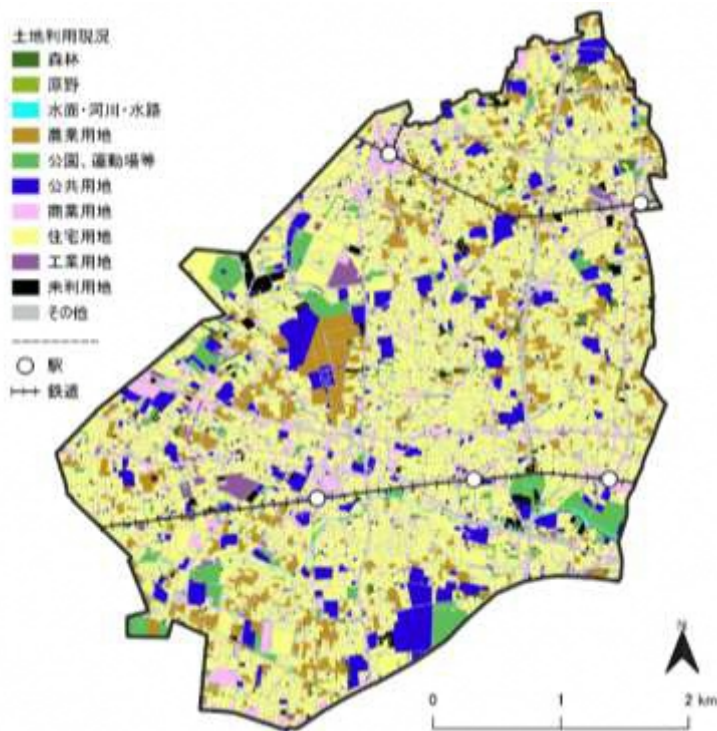 土地利用現況
森林
原野
水面・河川・水路
農業用地
公園、運動場等
公共用地
商業用地
住宅用地
工業用地
未利用地
その他
駅
鉄道
N
0 1 2 km